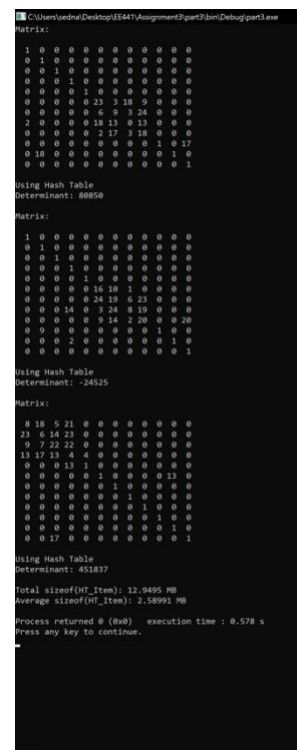 C:\Users\sedna\Desktop\EE441\Assignment3\part3\bin\Debug\part3.exe
Matrix:
1 0 0 0 0 0 0 0 0 0 0 0
0 1 0 0 0 0 0 0 0 0 0 0
0 0 1 0 0 0 0 0 0 0 0 0
0 0 0 1 0 0 0 0 0 0 0 0
0 0 0 0 1 0 0 0 0 0 0 0
0 0 0 0 0 23 3 18 9 0 0 0
0 0 0 0 0 6 9 3 24 0 0 0
2 0 0 0 0 18 13 0 13 0 0 0
0 0 0 0 0 2 17 3 18 0 0 0
0 0 0 0 0 0 0 0 0 1 0 17
0 18 0 0 0 0 0 0 0 0 1 0
0 0 0 0 0 0 0 0 0 0 0 1
Using Hash Table
Determinant: 80850
Matrix:
1 0 0 0 0 0 0 0 0 0 0 0
0 1 0 0 0 0 0 0 0 0 0 0
0 0 1 0 0 0 0 0 0 0 0 0
0 0 0 1 0 0 0 0 0 0 0 0
0 0 0 0 1 0 0 0 0 0 0 0
0 0 0 0 0 16 10 1 0 0 0 0
0 0 0 0 0 24 19 6 23 0 0 0
0 0 0 14 0 3 24 8 19 0 0 0
0 0 0 0 0 9 14 2 20 0 0 20
0 9 0 0 0 0 0 0 0 1 0 0
0 0 0 2 0 0 0 0 0 0 1 0
0 0 0 0 0 0 0 0 0 0 0 1
Using Hash Table
Determinant: -24525
Matrix:
8 18 5 21 0 0 0 0 0 0 0 0
23 6 14 23 0 0 0 0 0 0 0 0
9 7 22 22 0 0 0 0 0 0 0 0
13 17 13 4 4 0 0 0 0 0 0 0
0 0 0 13 1 0 0 0 0 0 0 0
0 0 0 0 0 1 0 0 0 0 13 0
0 0 0 0 0 0 1 0 0 0 0 0
0 0 0 0 0 0 0 1 0 0 0 0
0 0 0 0 0 0 0 0 1 0 0 0
0 0 0 0 0 0 0 0 0 1 0 0
0 0 0 0 0 0 0 0 0 0 1 0
0 0 17 0 0 0 0 0 0 0 0 1
Using Hash Table
Determinant: 451837
Total sizeof(HT_Item): 12.9495 MB
Average sizeof(HT_Item): 2.58991 MB
Process returned 0 (0x0) execution time : 0.578 s
Press any key to continue.